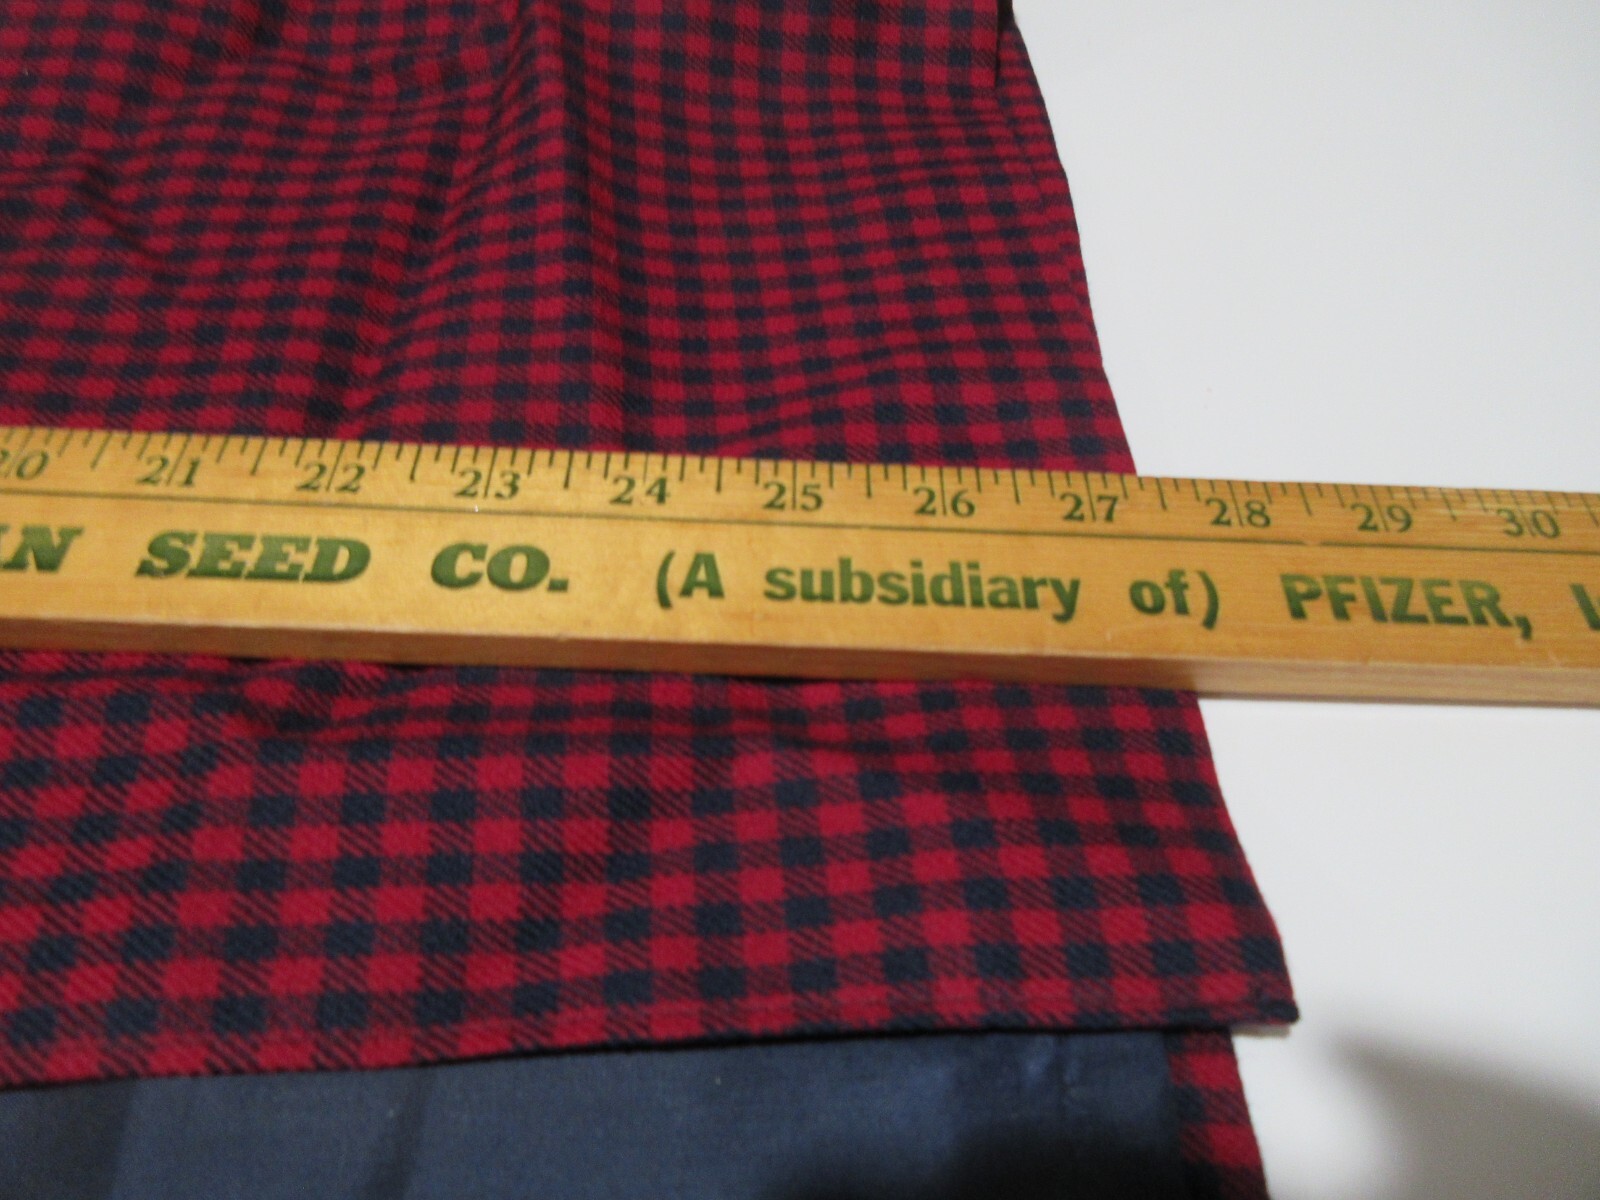 20 21 22 23 24 25 26 27 28 29 30
SEED CO. (A subsidiary of) PFIZER,